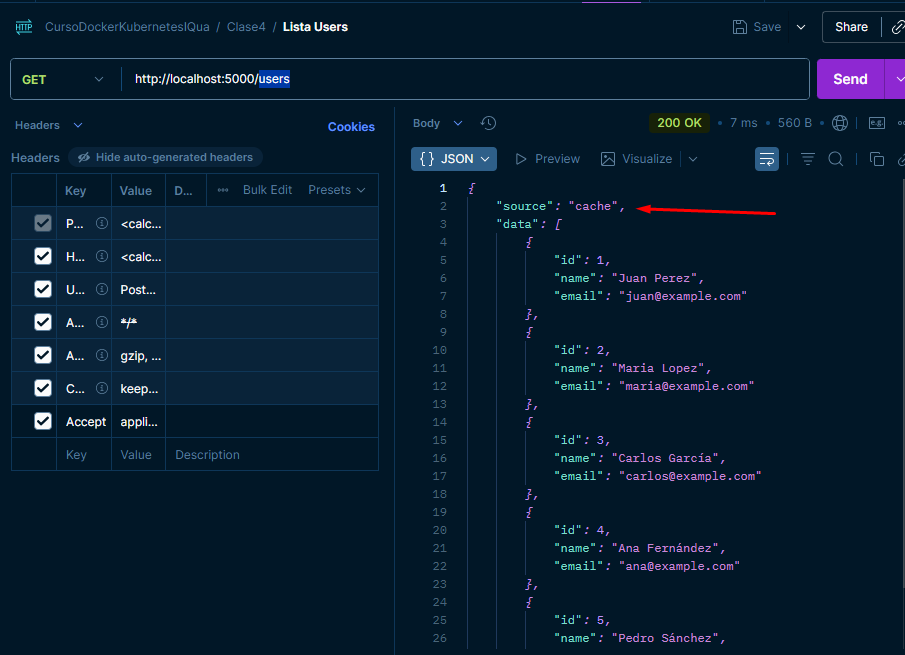 HTTP CursoDockerKubernetesIQua / Clase4 / Lista Users Save Share
GET http://localhost:5000/users Send
Headers Cookies
Headers Hide auto-generated headers
Key Value D... ••• Bulk Edit Presets
P... <calc...
H... <calc...
U... Post...
A... */*
A... gzip, ...
C... keep...
Accept appli...
Key Value Description
Body 200 OK • 7 ms • 560 B • e.g.
{} JSON Preview Visualize
1 {
2 "source": "cache",
3 "data": [
4 {
5 "id": 1,
6 "name": "Juan Perez",
7 "email": "juan@example.com"
8 },
9 {
10 "id": 2,
11 "name": "Maria Lopez",
12 "email": "maria@example.com"
13 },
14 {
15 "id": 3,
16 "name": "Carlos García",
17 "email": "carlos@example.com"
18 },
19 {
20 "id": 4,
21 "name": "Ana Fernández",
22 "email": "ana@example.com"
23 },
24 {
25 "id": 5,
26 "name": "Pedro Sánchez",